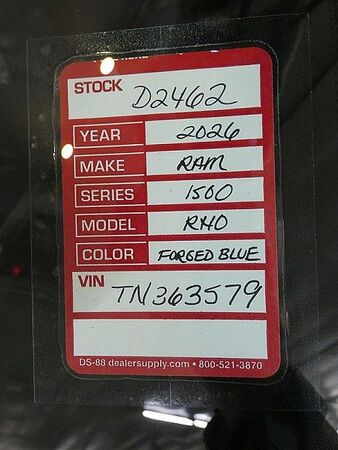 STOCK D2462
YEAR 2026
MAKE RAM
SERIES 1500
MODEL RHO
COLOR FORGED BLUE
VIN TN363579
DS-88 dealersupply.com • 800-521-3870